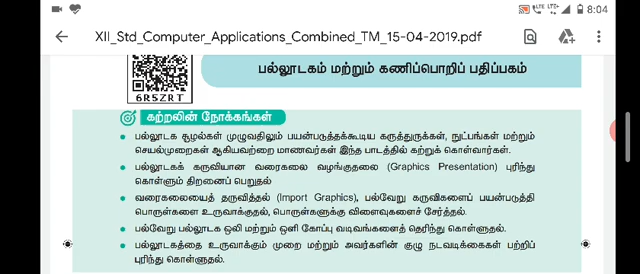 8:04
XII_Std_Computer_Applications_Combined_TM_15-04-2019.pdf
பல்லூடகம் மற்றும் கணிப்பொறிப் பதிப்பகம்
6R5ZRT
கற்றலின் நோக்கங்கள்
பல்லூடக சூழல்கள் முழுவதிலும் பயன்படுத்தக்கூடிய கருத்துருக்கள், நுட்பங்கள் மற்றும்
செயல்முறைகள் ஆகியவற்றை மாணவர்கள் இந்த பாடத்தில் கற்றுக் கொள்வார்கள்.
பல்லூடகக் கருவியான வரைகலை வழங்குதலை (Graphics Presentation) புரிந்து
கொள்ளும் திறனைப் பெறுதல்
வரைகலையைத் தருவித்தல் (Import Graphics), பல்வேறு கருவிகளைப் பயன்படுத்தி
பொருள்களை உருவாக்குதல், பொருள்களுக்கு விளைவுகளைச் சேர்த்தல்.
பல்வேறு பல்லூடக ஒலி மற்றும் ஒளி கோப்பு வடிவங்களைத் தெரிந்து கொள்ளுதல்.
பல்லூடகத்தை உருவாக்கும் முறை மற்றும் அவர்களின் குழு நடவடிக்கைகள் பற்றிப்
புரிந்து கொள்ளுதல்.